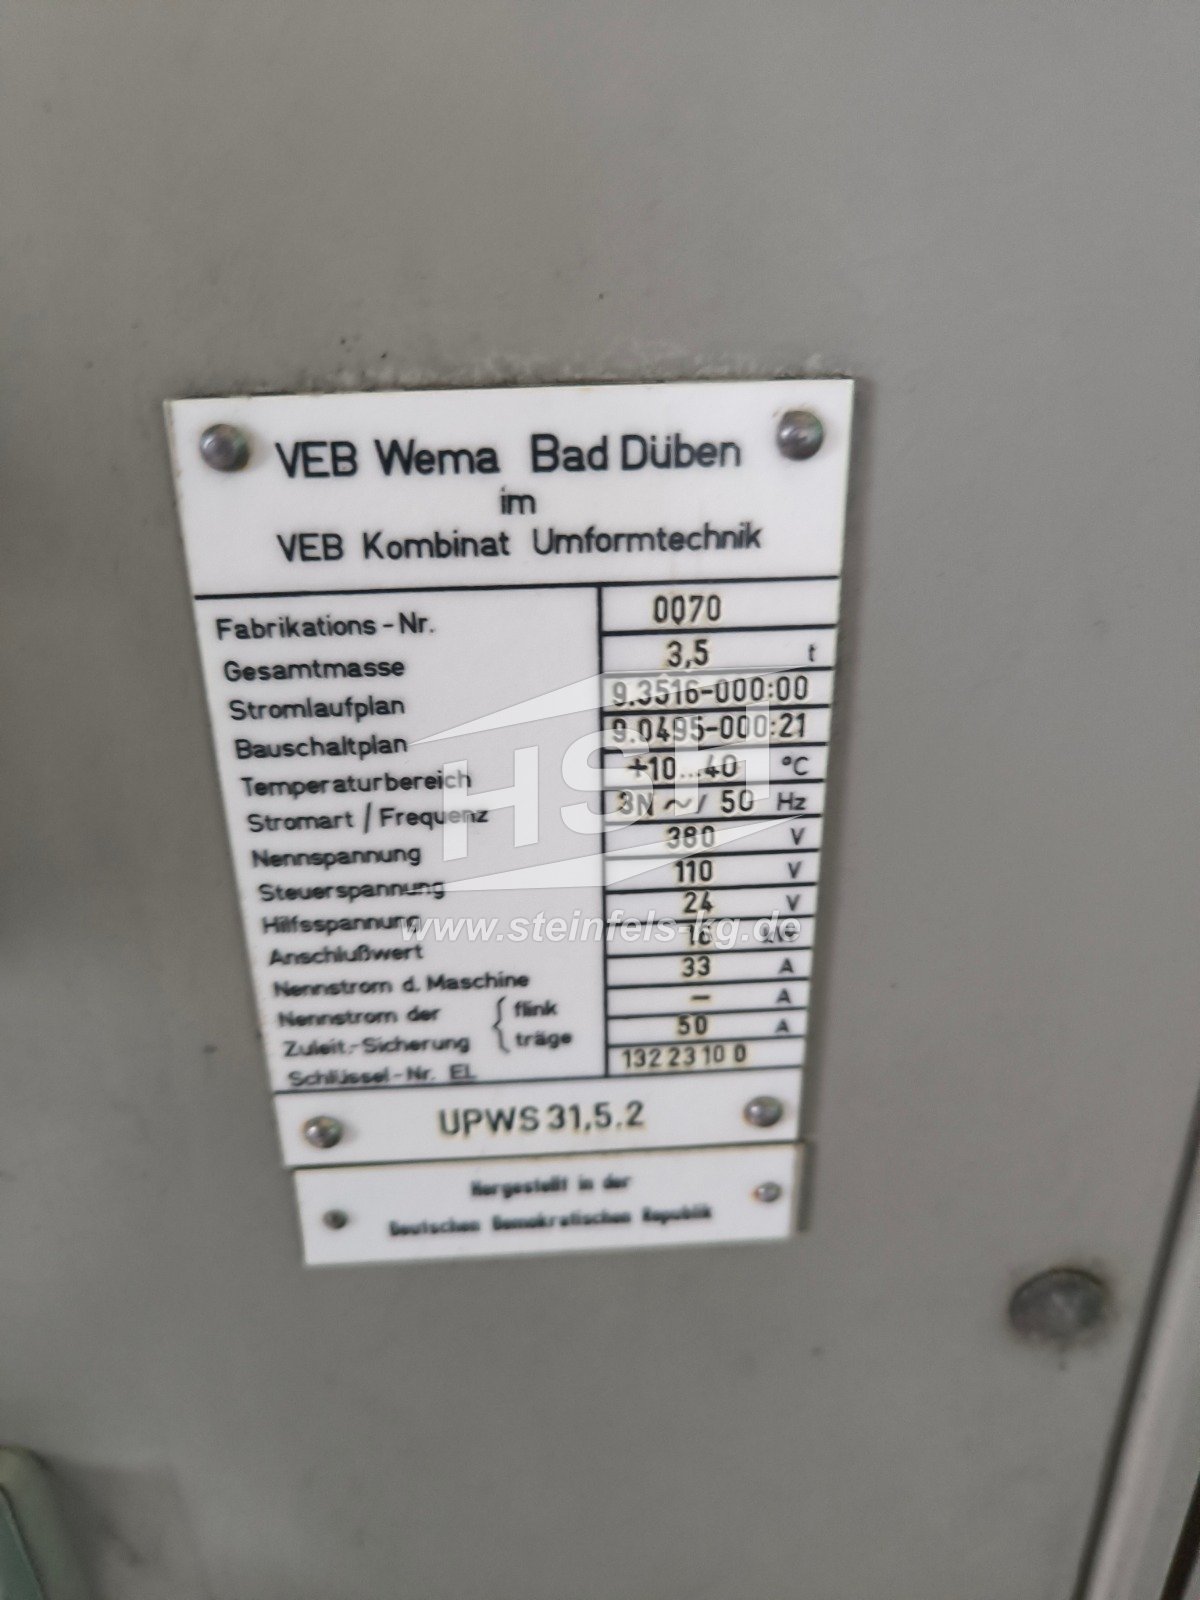 VEB Wema Bad Düben
im
VEB Kombinat Umformtechnik
Fabrikations-Nr. 0070
Gesamtmasse 3,5 t
Stromlaufplan 9.3516-000:00
Bauschaltplan 9.0495-000:21
Temperaturbereich +10...40 °C
Stromart / Frequenz 3N ~/ 50 Hz
Nennspannung 380 V
Steuerspannung 110 V
Hilfsspannung 24 V
Anschlußwert 16
Nennstrom d. Maschine 33 A
Nennstrom der { flink – A
Zuleit.-Sicherung träge 50 A
Schlüssel-Nr. EL 132 23 10 0
UPWS 31,5.2
Hergestellt in der
Deutschen Demokratischen Republik
HSH
www.steinfels-kg.de